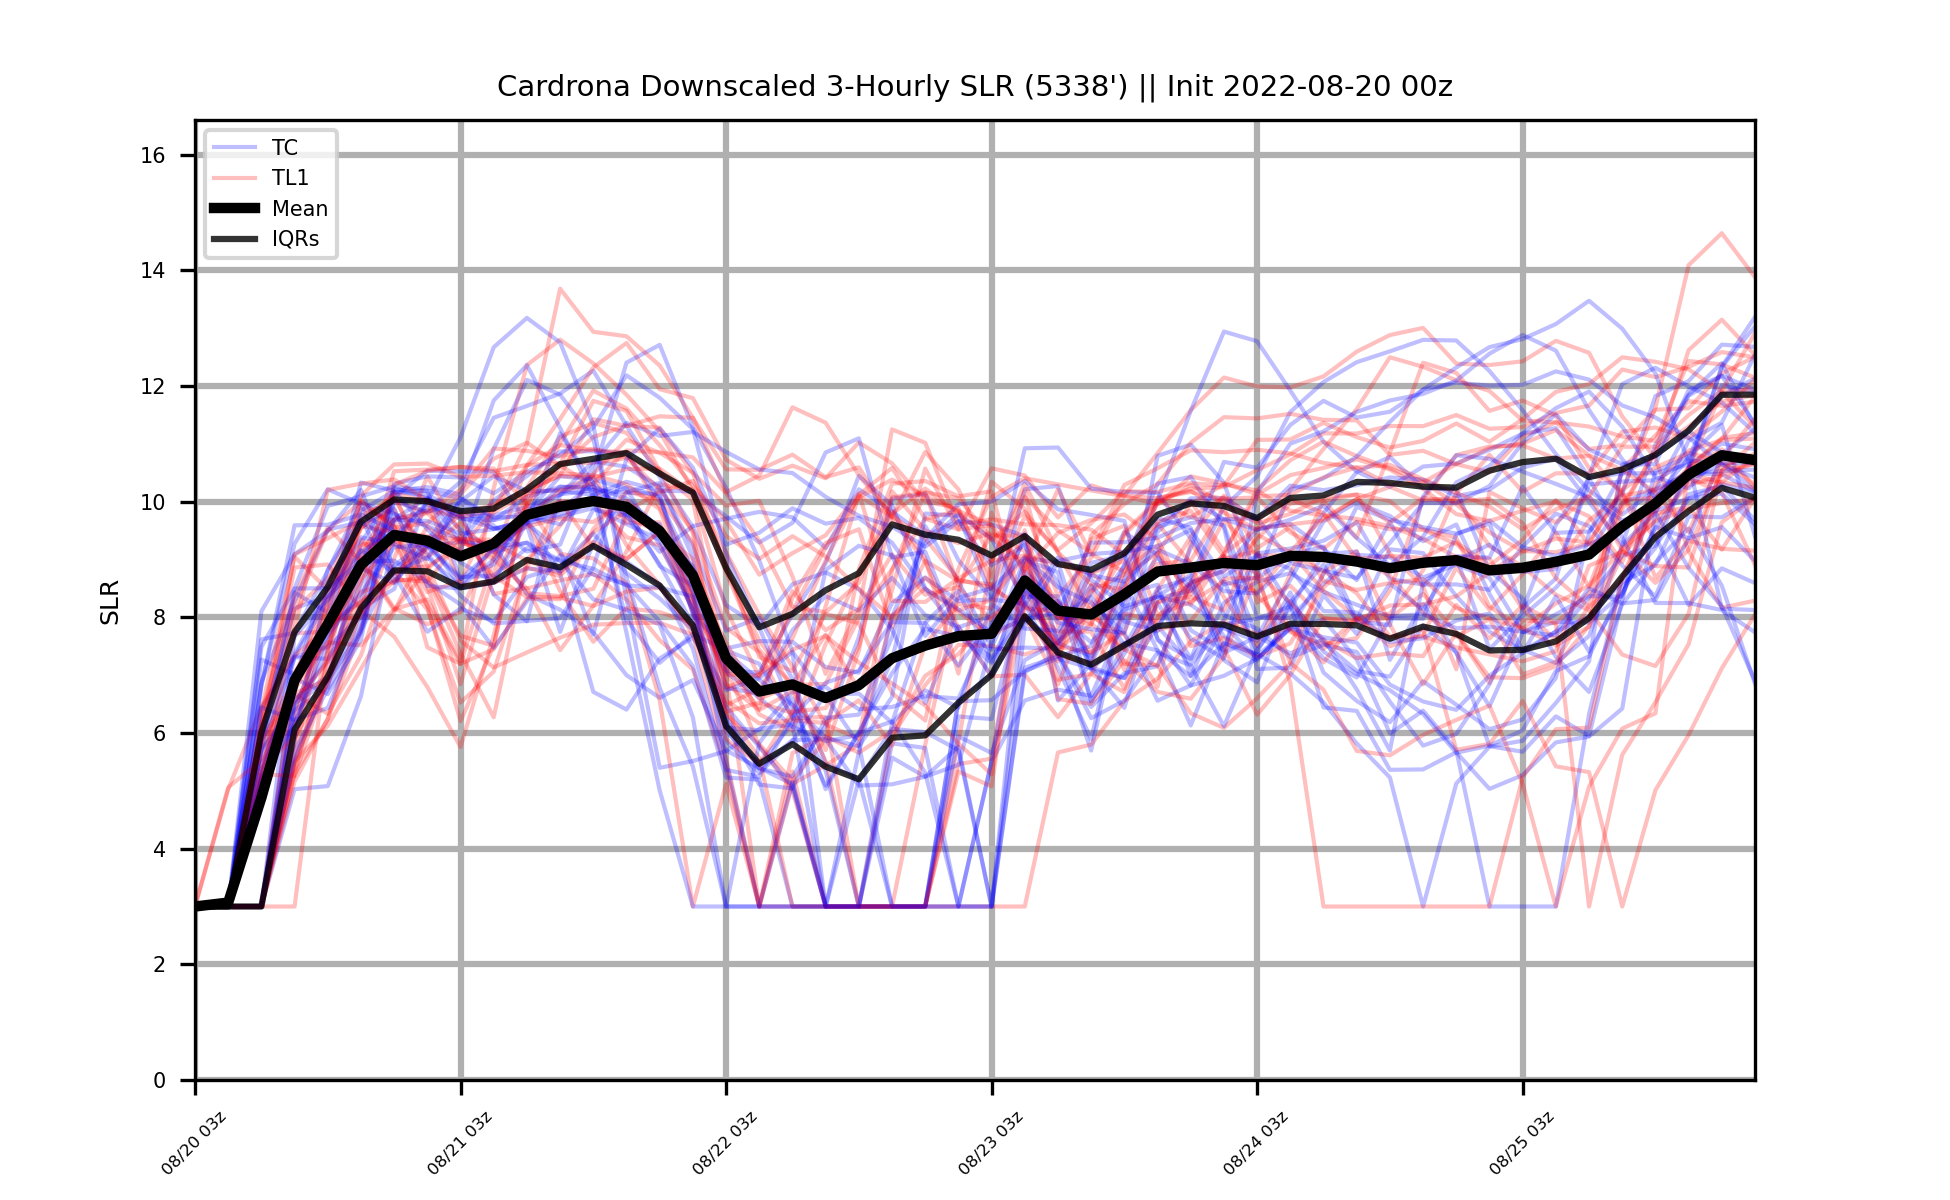 Cardrona Downscaled 3-Hourly SLR (5338') || Init 2022-08-20 00z
TC
TL1
Mean
IQRs
16
14
12
10
8
6
4
2
0
SLR
08/20 03z
08/21 03z
08/22 03z
08/23 03z
08/24 03z
08/25 03z